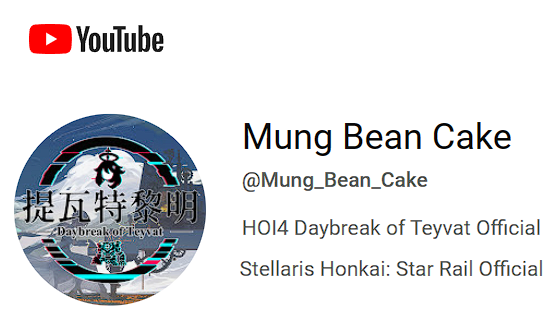 YouTube
Mung Bean Cake
@Mung_Bean_Cake
提瓦特黎明
Daybreak of Teyvat
HOI4 Daybreak of Teyvat Official
Stellaris Honkai: Star Rail Official